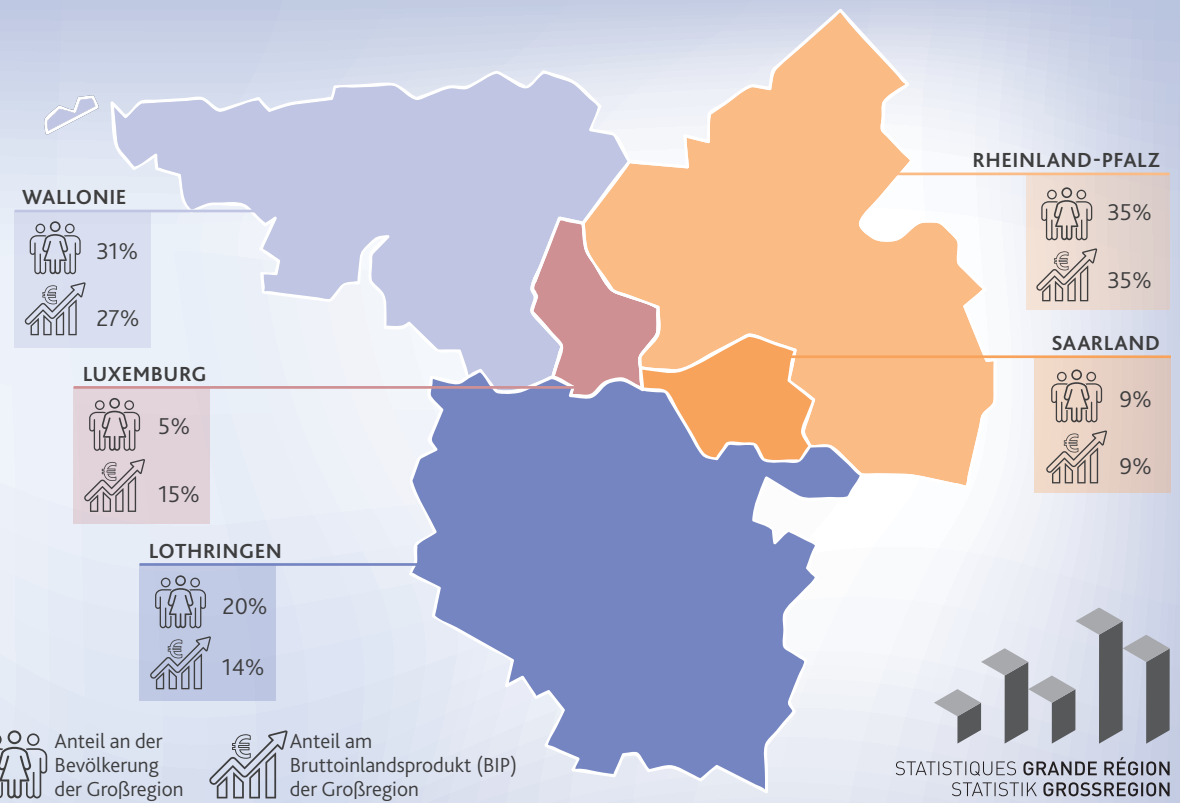 WALLONIE
31%
27%
LUXEMBURG
5%
15%
LOTHRINGEN
20%
14%
RHEINLAND-PFALZ
35%
35%
SAARLAND
9%
9%
Anteil an der
Bevölkerung
der Großregion
€
Anteil am
Bruttoinlandsprodukt (BIP)
der Großregion
STATISTIQUES GRANDE RÉGION
STATISTIK GROSSREGION